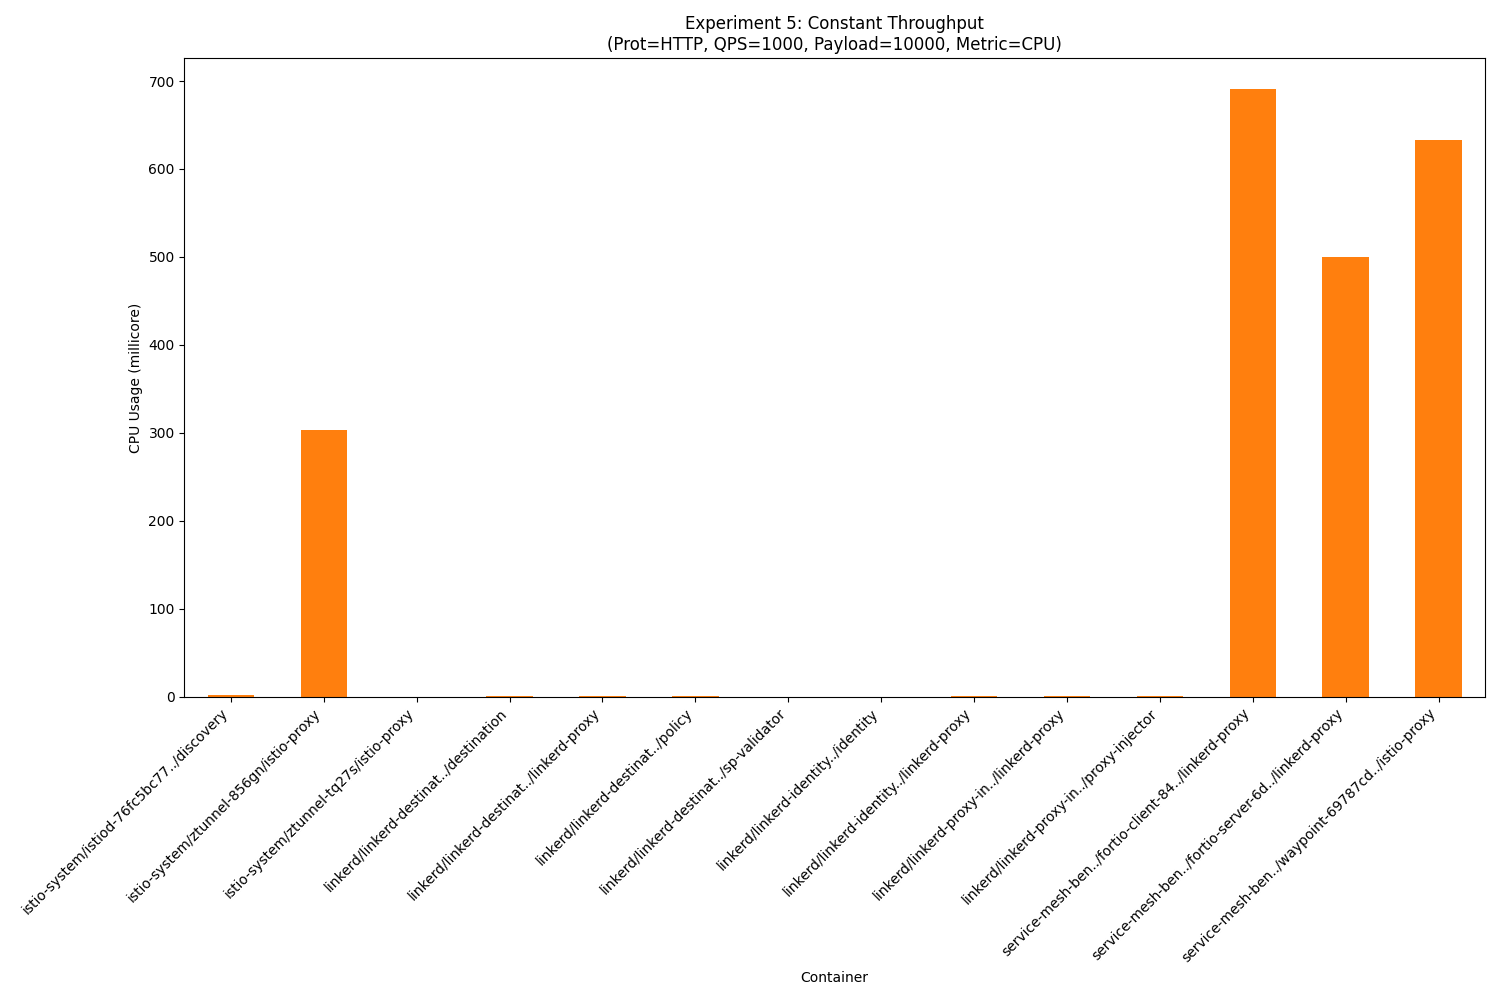 Experiment 5: Constant Throughput
(Prot=HTTP, QPS=1000, Payload=10000, Metric=CPU)
CPU Usage (millicore)
700
600
500
400
300
200
100
0
istio-system/istiod-76fc5bc77../discovery
istio-system/ztunnel-856gn/istio-proxy
istio-system/ztunnel-tq27s/istio-proxy
linkerd/linkerd-destinat../destination
linkerd/linkerd-destinat../linkerd-proxy
linkerd/linkerd-destinat../policy
linkerd/linkerd-destinat../sp-validator
linkerd/linkerd-identity../identity
linkerd/linkerd-identity../linkerd-proxy
linkerd/linkerd-proxy-in../linkerd-proxy
linkerd/linkerd-proxy-in../proxy-injector
service-mesh-ben../fortio-client-84../linkerd-proxy
service-mesh-ben../fortio-server-6d../linkerd-proxy
service-mesh-ben../waypoint-69787cd../istio-proxy
Container